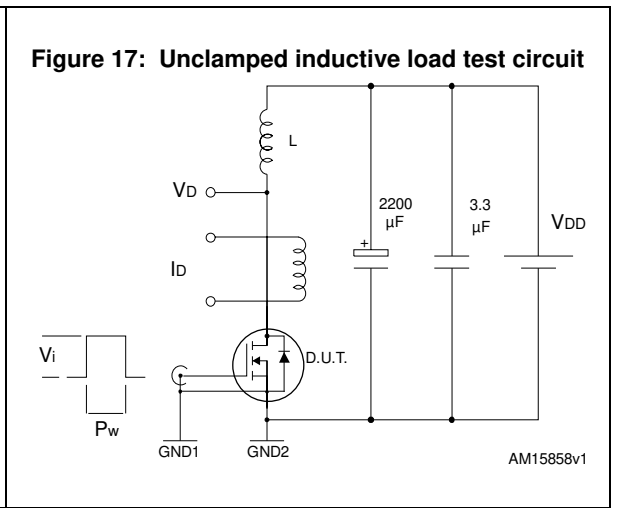 Figure 17: Unclamped inductive load test circuit
L
VD
2200
µF
3.3
µF
VDD
+
ID
Vi
D.U.T.
Pw
GND1
GND2
AM15858v1